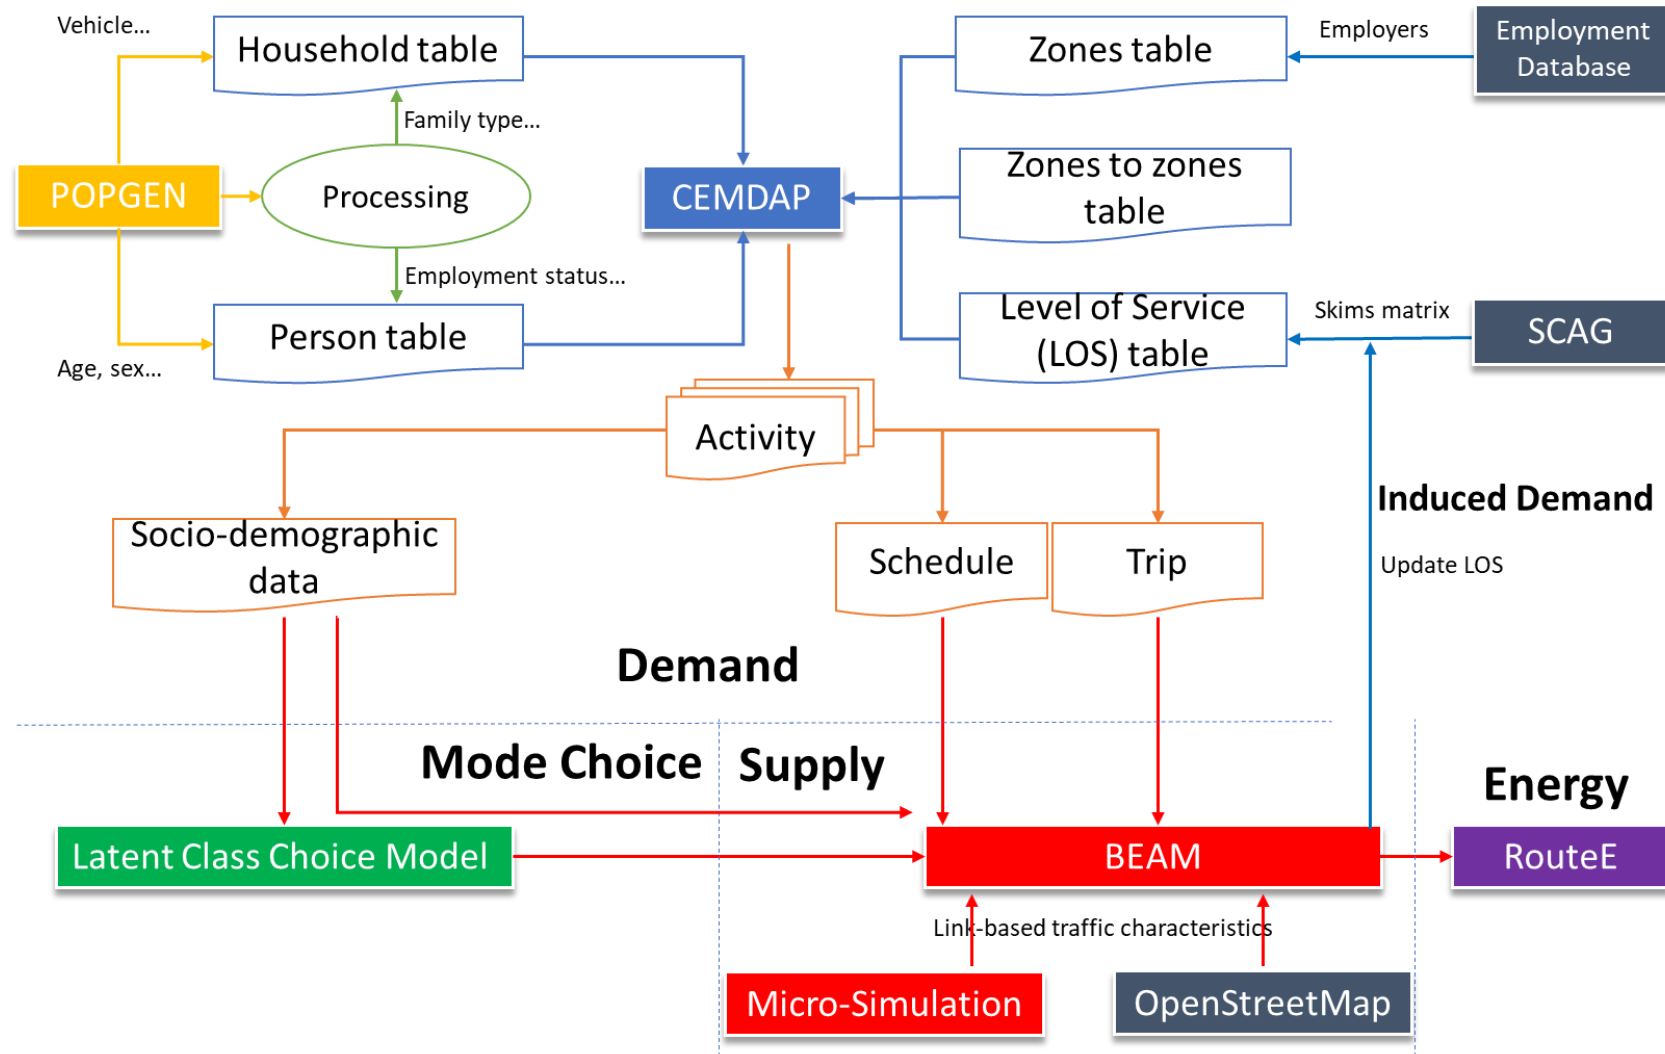 Vehicle...
Household table
Zones table
Employers
Employment
Database
Family type...
POPGEN
Processing
CEMDAP
Zones to zones
table
Employment status...
Person table
Age, sex...
Level of Service
(LOS) table
Skims matrix
SCAG
Activity
Induced Demand
Update LOS
Socio-demographic
data
Schedule
Trip
Demand
Mode Choice
Supply
Energy
Latent Class Choice Model
BEAM
RouteE
Link-based traffic characteristics
Micro-Simulation
OpenStreetMap